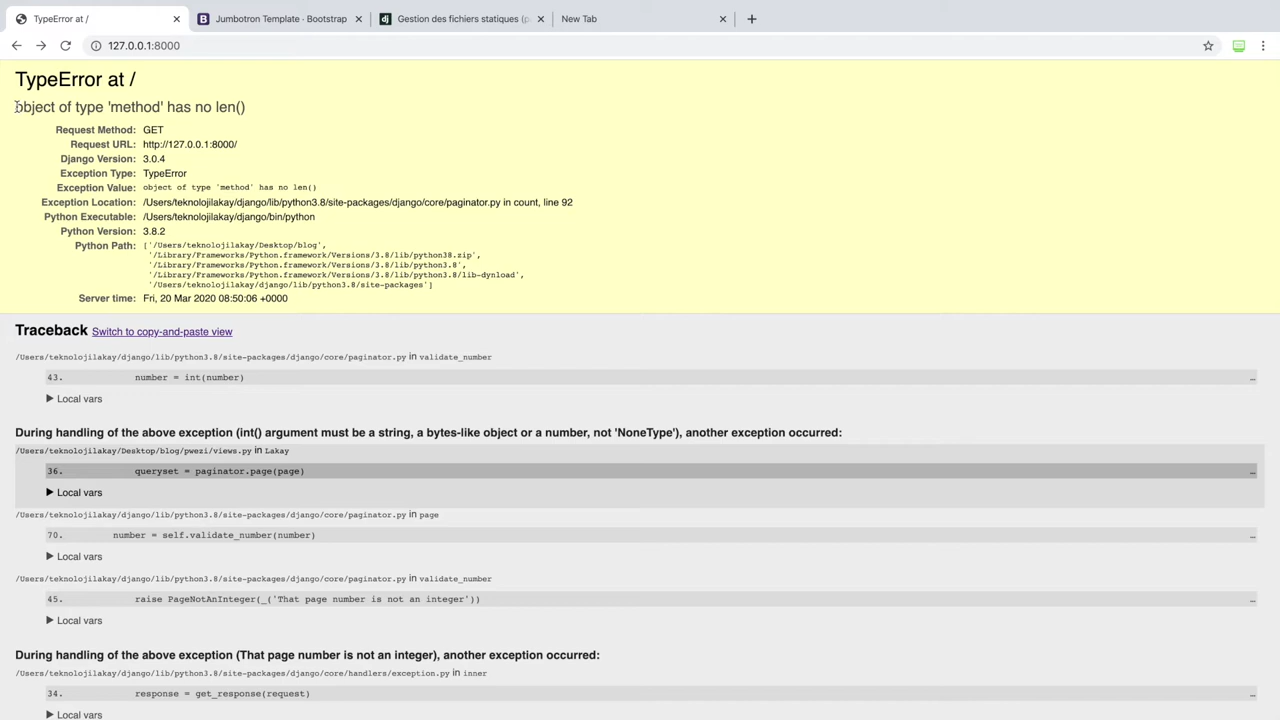 TypeError at /
Jumbotron Template · Bootstrap
Gestion des fichiers statiques (p
New Tab
127.0.0.1:8000
TypeError at /
object of type 'method' has no len()
Request Method: GET
Request URL: http://127.0.0.1:8000/
Django Version: 3.0.4
Exception Type: TypeError
Exception Value: object of type 'method' has no len()
Exception Location: /Users/teknolojilakay/django/lib/python3.8/site-packages/django/core/paginator.py in count, line 92
Python Executable: /Users/teknolojilakay/django/bin/python
Python Version: 3.8.2
Python Path: ['/Users/teknolojilakay/Desktop/blog',
'/Library/Frameworks/Python.framework/Versions/3.8/lib/python38.zip',
'/Library/Frameworks/Python.framework/Versions/3.8/lib/python3.8',
'/Library/Frameworks/Python.framework/Versions/3.8/lib/python3.8/lib-dynload',
'/Users/teknolojilakay/django/lib/python3.8/site-packages']
Server time: Fri, 20 Mar 2020 08:50:06 +0000
Traceback Switch to copy-and-paste view
/Users/teknolojilakay/django/lib/python3.8/site-packages/django/core/paginator.py in validate_number
43. number = int(number) …
▶ Local vars
During handling of the above exception (int() argument must be a string, a bytes-like object or a number, not 'NoneType'), another exception occurred:
/Users/teknolojilakay/Desktop/blog/pwezi/views.py in Lakay
36. queryset = paginator.page(page) …
▶ Local vars
/Users/teknolojilakay/django/lib/python3.8/site-packages/django/core/paginator.py in page
70. number = self.validate_number(number) …
▶ Local vars
/Users/teknolojilakay/django/lib/python3.8/site-packages/django/core/paginator.py in validate_number
45. raise PageNotAnInteger(_('That page number is not an integer')) …
▶ Local vars
During handling of the above exception (That page number is not an integer), another exception occurred:
/Users/teknolojilakay/django/lib/python3.8/site-packages/django/core/handlers/exception.py in inner
34. response = get_response(request) …
▶ Local vars